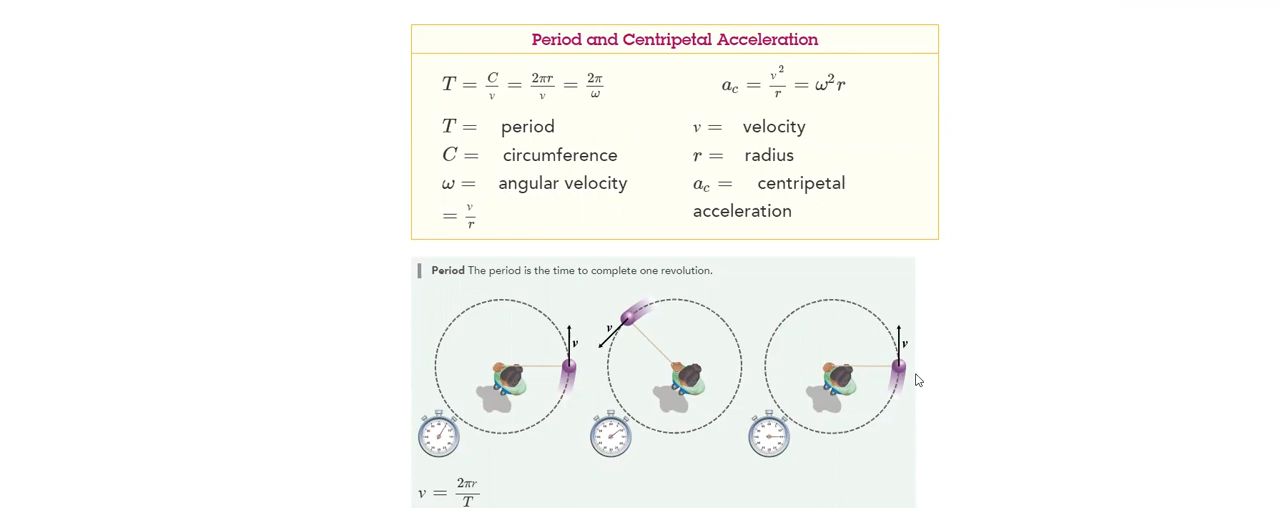 Period and Centripetal Acceleration
T = C/v = 2πr/v = 2π/ω
a_c = v²/r = ω²r
T = period
v = velocity
C = circumference
r = radius
ω = angular velocity
= v/r
a_c = centripetal
acceleration
Period The period is the time to complete one revolution.
v
v
v
v = 2πr/T